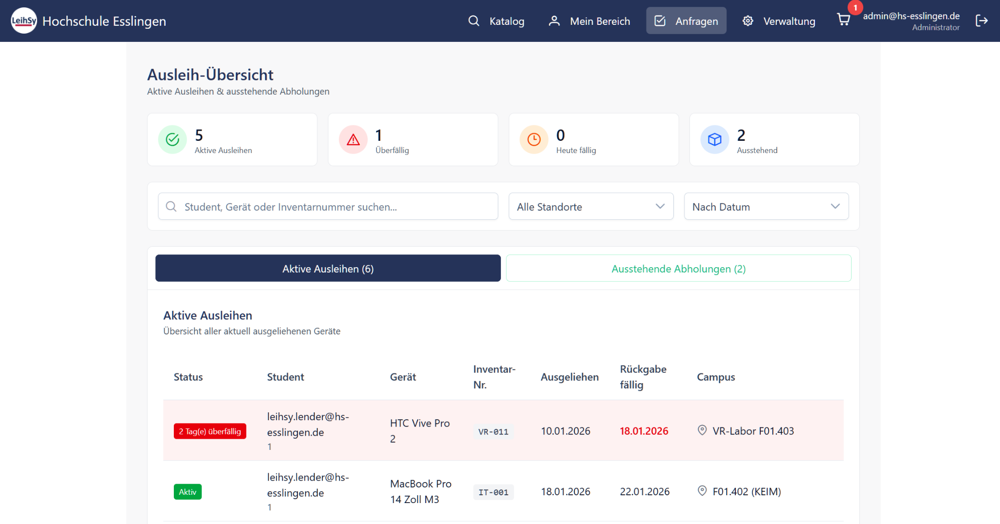 LeihSy
Hochschule Esslingen
Katalog
Mein Bereich
Anfragen
Verwaltung
1
admin@hs-esslingen.de
Administrator
Ausleih-Übersicht
Aktive Ausleihen & ausstehende Abholungen
5
Aktive Ausleihen
1
Überfällig
0
Heute fällig
2
Ausstehend
Student, Gerät oder Inventarnummer suchen...
Alle Standorte
Nach Datum
Aktive Ausleihen (6)
Ausstehende Abholungen (2)
Aktive Ausleihen
Übersicht aller aktuell ausgeliehenen Geräte
Status
Student
Gerät
Inventar-
Nr.
Ausgeliehen
Rückgabe
fällig
Campus
2 Tag(e) überfällig
leihsy.lender@hs-
esslingen.de
1
HTC Vive Pro
2
VR-011
10.01.2026
18.01.2026
VR-Labor F01.403
Aktiv
leihsy.lender@hs-
esslingen.de
1
MacBook Pro
14 Zoll M3
IT-001
18.01.2026
22.01.2026
F01.402 (KEIM)